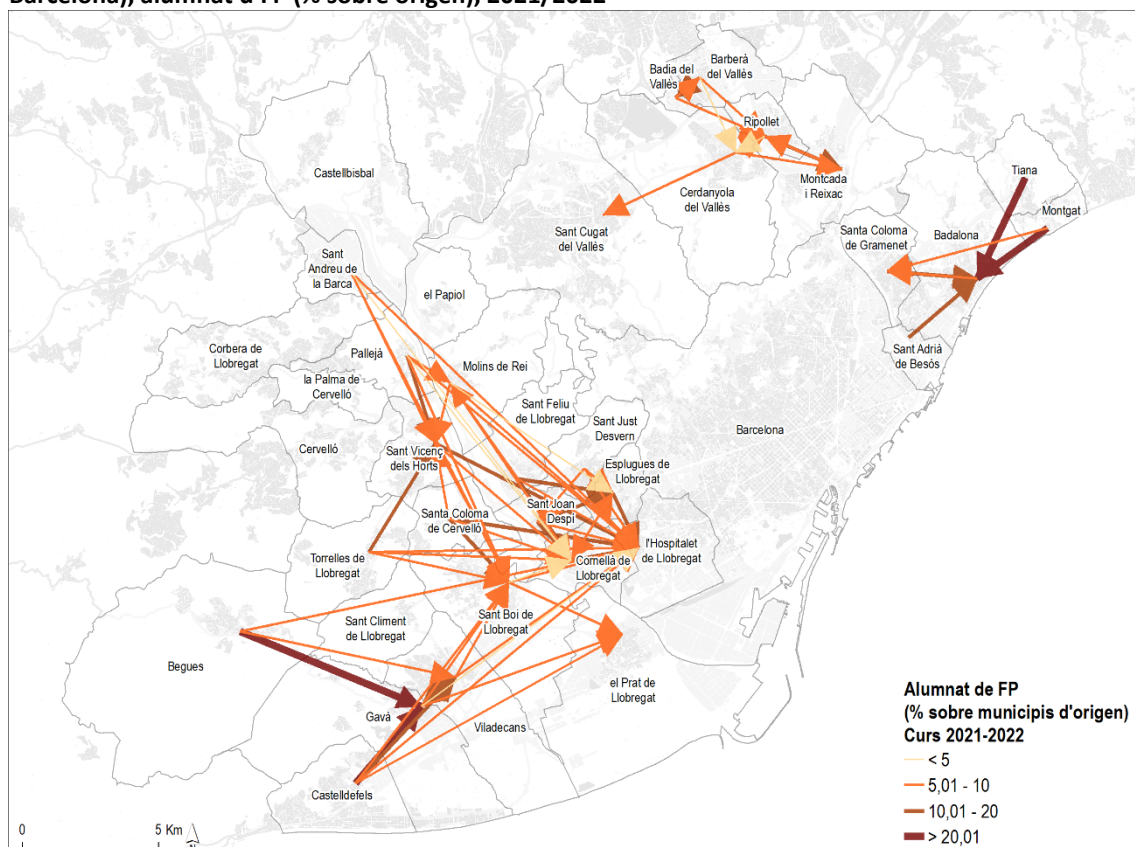 Barcelona), alumnat d'FP (% sobre origen), 2021/2022
Badia del
Vallès
Barberà
del Vallès
Ripollet
Castellbisbal
Cerdanyola
del Vallès
Montcada
i Reixac
Tiana
Montgat
Sant Cugat
del Vallès
Santa Coloma
de Gramenet
Badalona
Sant
Andreu de
la Barca
el Papiol
Sant Adrià
de Besòs
Corbera de
Llobregat
Pallejà
Molins de Rei
la Palma de
Cervelló
Sant Feliu
de Llobregat
Sant Just
Desvern
Barcelona
Cervelló
Sant Vicenç
dels Horts
Esplugues de
Llobregat
Santa Coloma
de Cervelló
Sant Joan
Despí
Torrelles de
Llobregat
Cornellà de
Llobregat
l'Hospitalet
de Llobregat
Sant Climent
de Llobregat
Sant Boi de
Llobregat
Begues
el Prat de
Llobregat
Gavà
Viladecans
Castelldefels
Alumnat de FP
(% sobre municipis d'origen)
Curs 2021-2022
< 5
5,01 - 10
10,01 - 20
> 20,01
0 5 Km